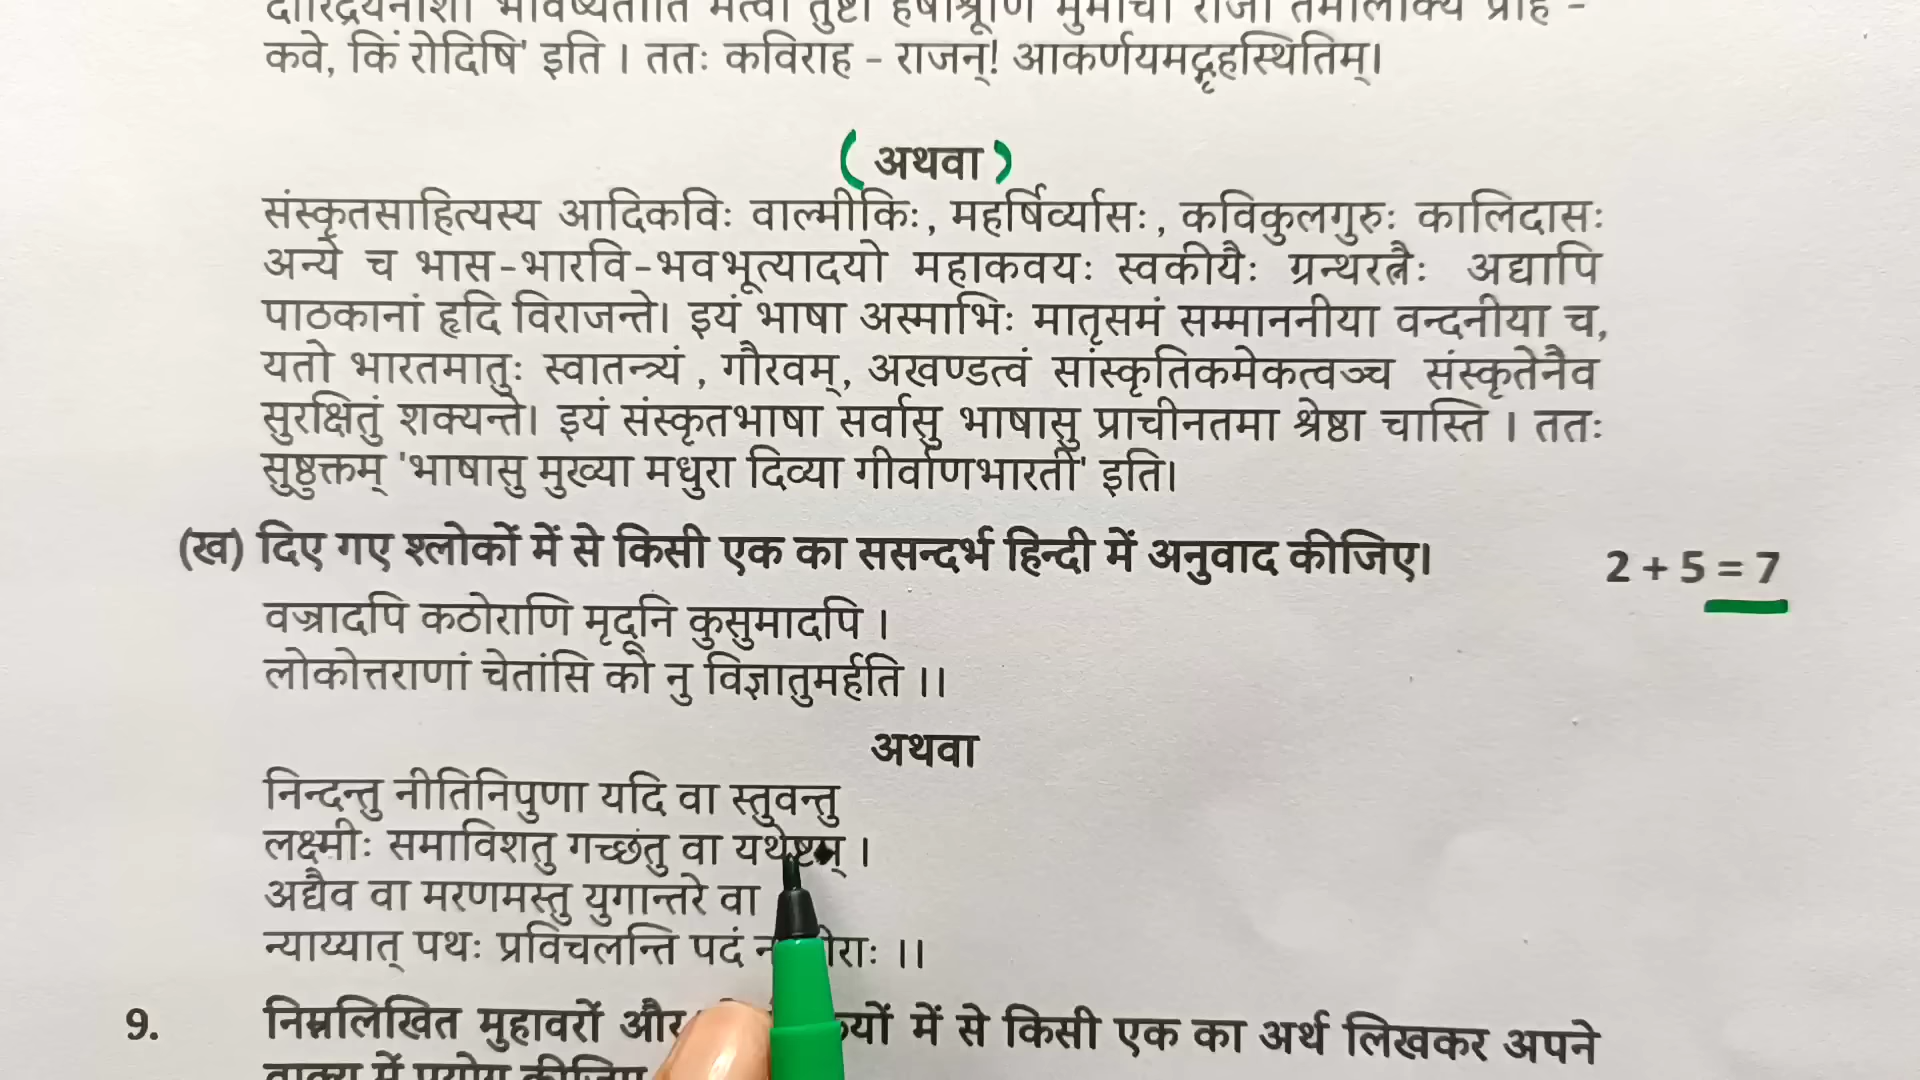 कवे, किं रोदिषि' इति । ततः कविराह - राजन्! आकर्णयमद्गृहस्थितिम्।
(अथवा)
संस्कृतसाहित्यस्य आदिकविः वाल्मीकिः, महर्षिर्व्यासः, कविकुलगुरुः कालिदासः
अन्ये च भास-भारवि-भवभूत्यादयो महाकवयः स्वकीयैः ग्रन्थरत्नैः अद्यापि
पाठकानां हृदि विराजन्ते। इयं भाषा अस्माभिः मातृसमं सम्माननीया वन्दनीया च,
यतो भारतमातुः स्वातन्त्र्यं, गौरवम्, अखण्डत्वं सांस्कृतिकमेकत्वञ्च संस्कृतेनैव
सुरक्षितुं शक्यन्ते। इयं संस्कृतभाषा सर्वासु भाषासु प्राचीनतमा श्रेष्ठा चास्ति । ततः
सुष्ठुक्तम् 'भाषासु मुख्या मधुरा दिव्या गीर्वाणभारती' इति।
(ख) दिए गए श्लोकों में से किसी एक का ससन्दर्भ हिन्दी में अनुवाद कीजिए। 2 + 5 = 7
वज्रादपि कठोराणि मृदूनि कुसुमादपि ।
लोकोत्तराणां चेतांसि को नु विज्ञातुमर्हति ।।
अथवा
निन्दन्तु नीतिनिपुणा यदि वा स्तुवन्तु
लक्ष्मीः समाविशतु गच्छंतु वा यथेष्टम् ।
अद्यैव वा मरणमस्तु युगान्तरे वा
न्याय्यात् पथः प्रविचलन्ति पदं ।।
9. निम्नलिखित मुहावरों में से किसी एक का अर्थ लिखकर अपने